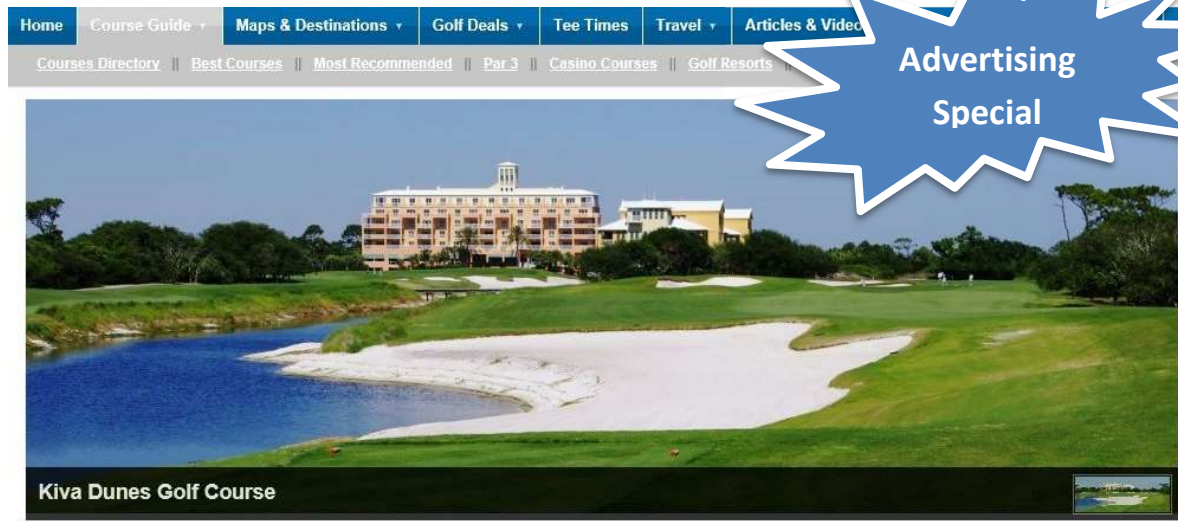 Home Course Guide Maps & Destinations Golf Deals Tee Times Travel Articles &
Courses Directory || Best Courses || Most Recommended || Par 3 || Casino Courses || Golf Resorts ||
Advertising
Special
Kiva Dunes Golf Course